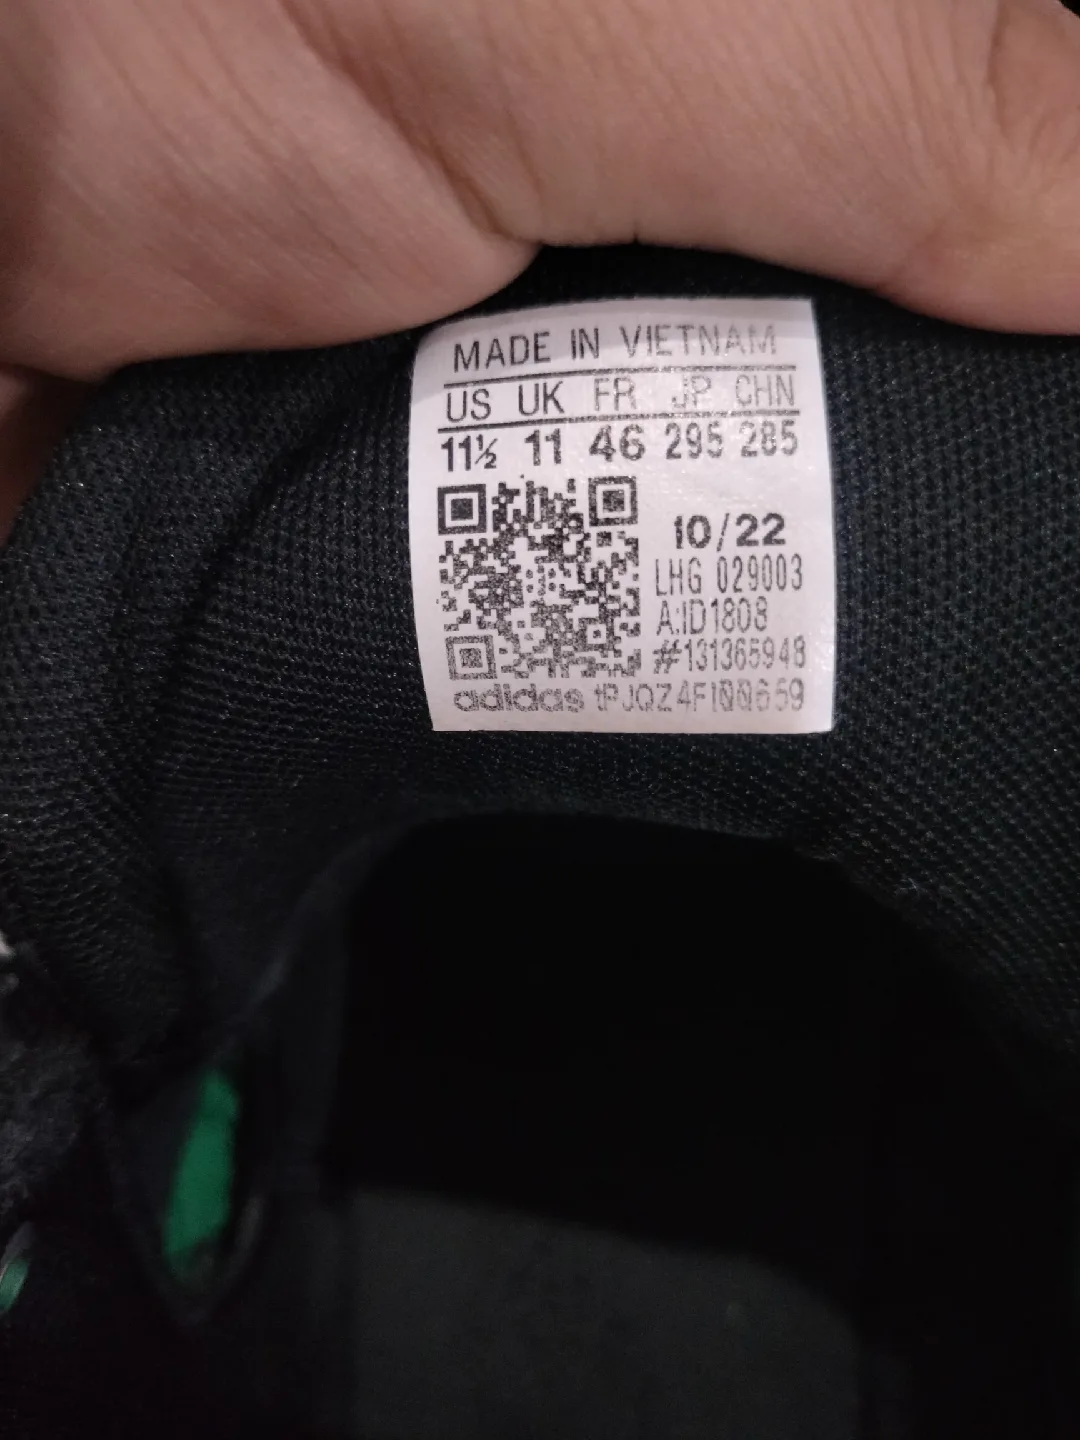 MADE IN VIETNAM
US UK FR JP CHN
11½ 11 46 295 285
10/22
LHG 029003
A:ID1808
#131365948
adidas tPJQZ4F100659